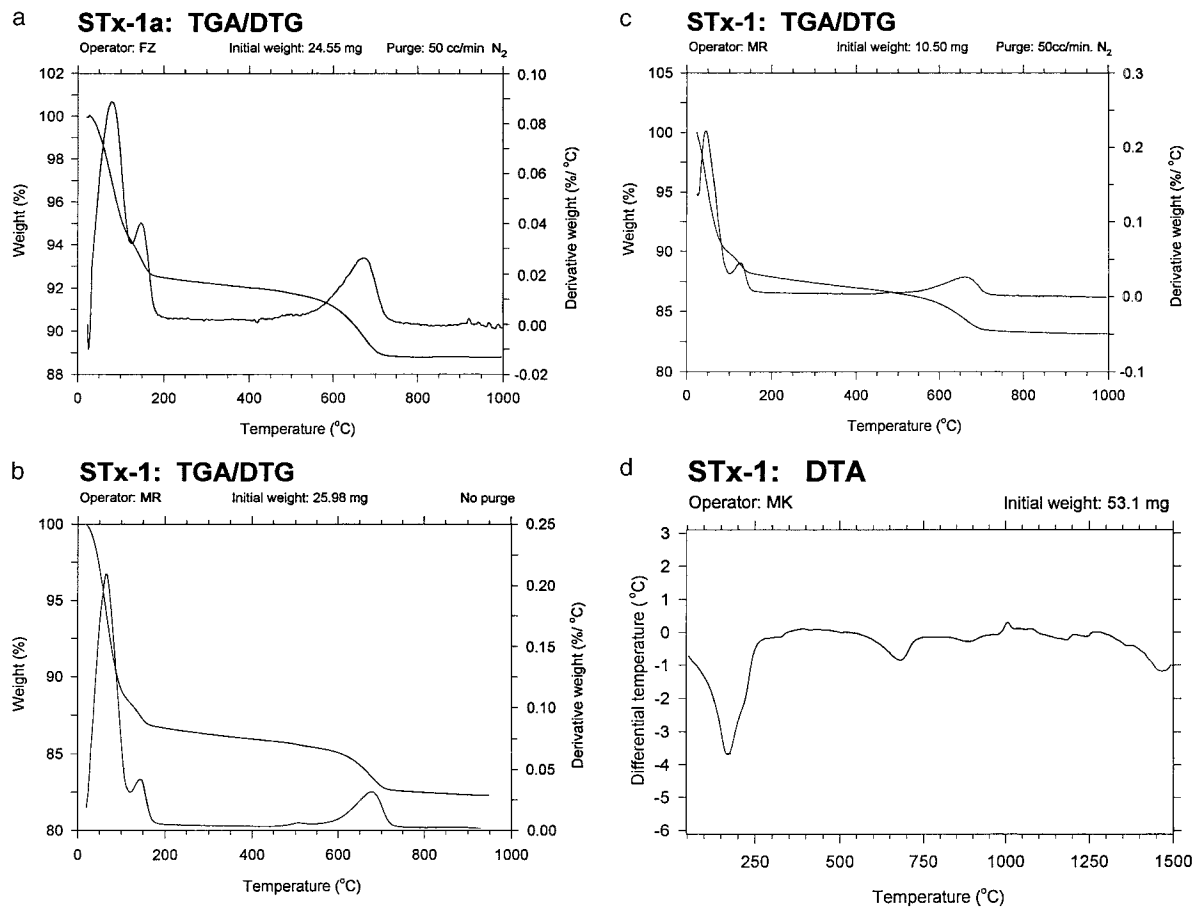 a
STx-1a: TGA/DTG
Operator: FZ Initial weight: 24.55 mg Purge: 50 cc/min N2
102
100
98
96
94
92
90
88
Weight (%)
0.10
0.08
0.06
0.04
0.02
0.00
-0.02
Derivative weight (%/ °C)
0 200 400 600 800 1000
Temperature (°C)
b
STx-1: TGA/DTG
Operator: MR Initial weight: 25.98 mg No purge
100
95
90
85
80
Weight (%)
0.25
0.20
0.15
0.10
0.05
0.00
Derivative weight (%/ °C)
0 200 400 600 800 1000
Temperature (°C)
c
STx-1: TGA/DTG
Operator: MR Initial weight: 10.50 mg Purge: 50cc/min. N2
105
100
95
90
85
80
Weight (%)
0.3
0.2
0.1
0.0
-0.1
Derivative weight (%/ °C)
0 200 400 600 800 1000
Temperature (°C)
d
STx-1: DTA
Operator: MK Initial weight: 53.1 mg
3
2
1
0
-1
-2
-3
-4
-5
-6
Differential temperature (°C)
250 500 750 1000 1250 1500
Temperature (°C)